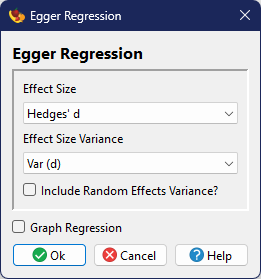 Egger Regression
Egger Regression
Effect Size
Hedges' d
Effect Size Variance
Var (d)
Include Random Effects Variance?
Graph Regression
Ok
Cancel
Help